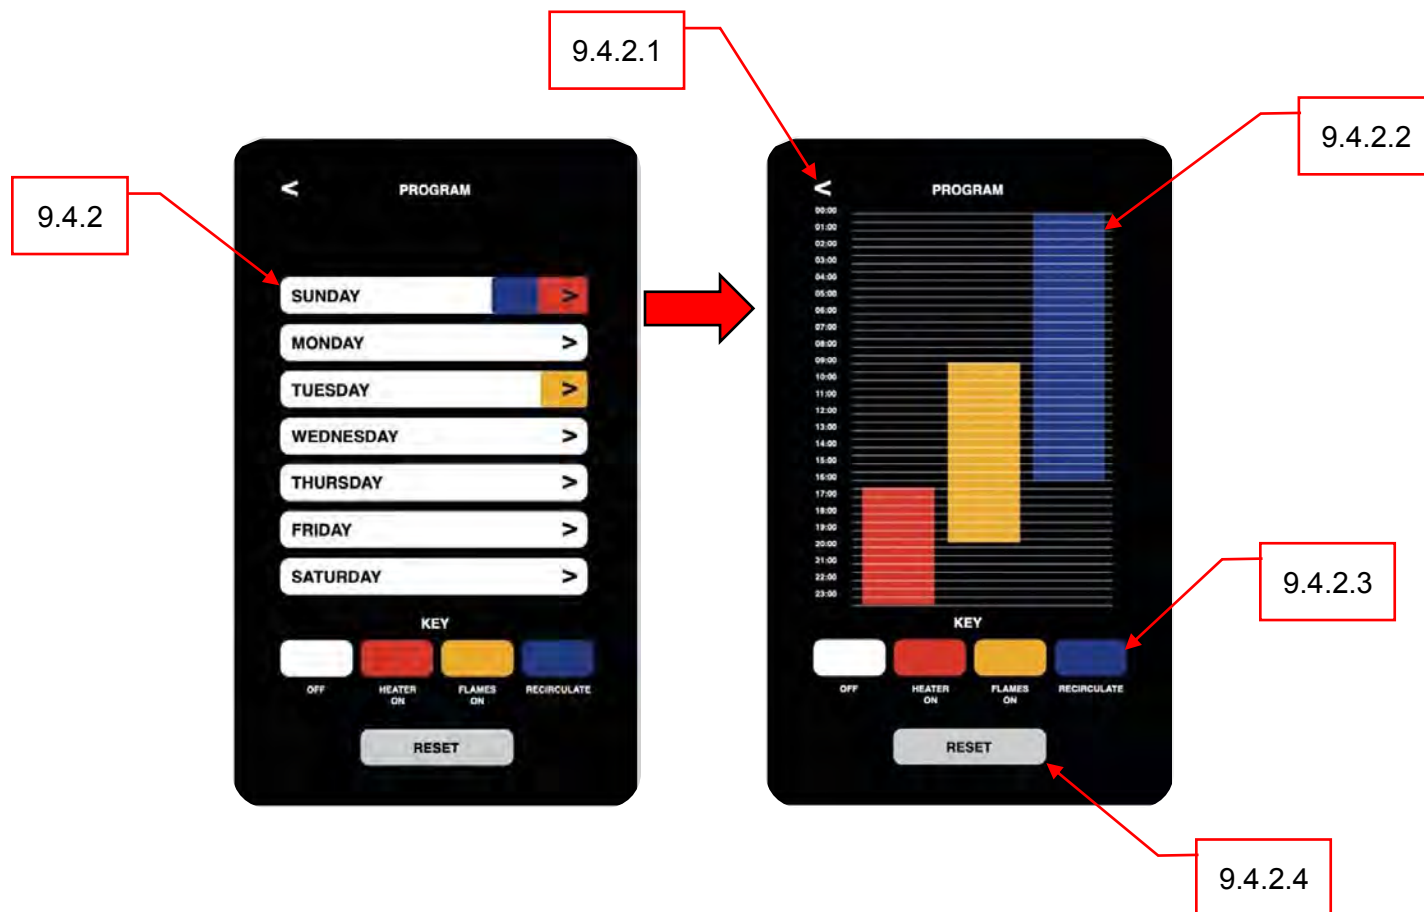 9.4.2.1
9.4.2.2
9.4.2
< PROGRAM
SUNDAY >
MONDAY >
TUESDAY >
WEDNESDAY >
THURSDAY >
FRIDAY >
SATURDAY >
KEY
OFF HEATER ON FLAMES ON RECIRCULATE
RESET
< PROGRAM
00:00
01:00
02:00
03:00
04:00
05:00
06:00
07:00
08:00
09:00
10:00
11:00
12:00
13:00
14:00
15:00
16:00
17:00
18:00
19:00
20:00
21:00
22:00
23:00
KEY
OFF HEATER ON FLAMES ON RECIRCULATE
RESET
9.4.2.3
9.4.2.4